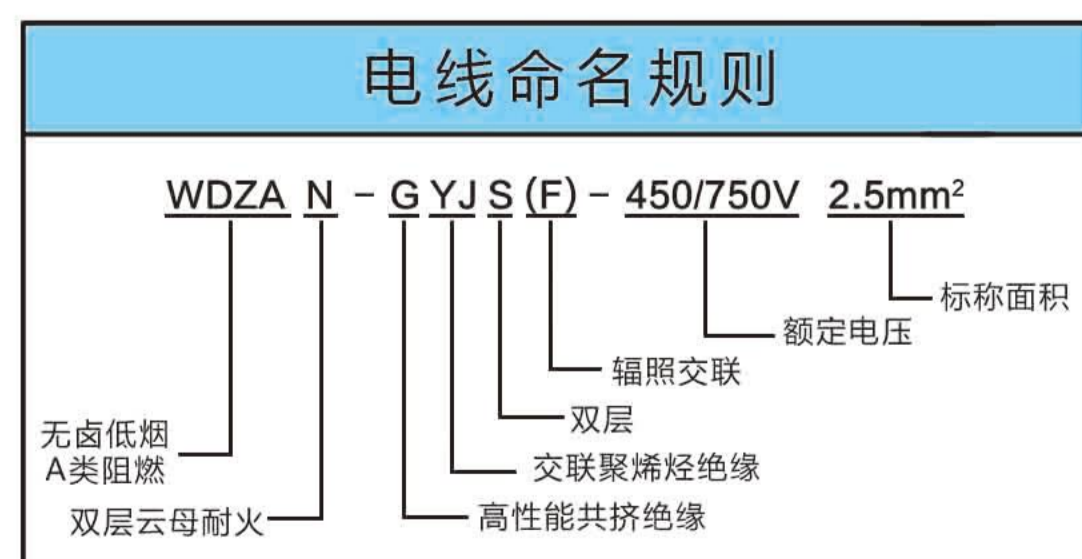 电线命名规则
WDZA N - G YJ S (F) - 450/750V 2.5mm²
标称面积
额定电压
辐照交联
双层
无卤低烟
A类阻燃
交联聚烯烃绝缘
双层云母耐火
高性能共挤绝缘